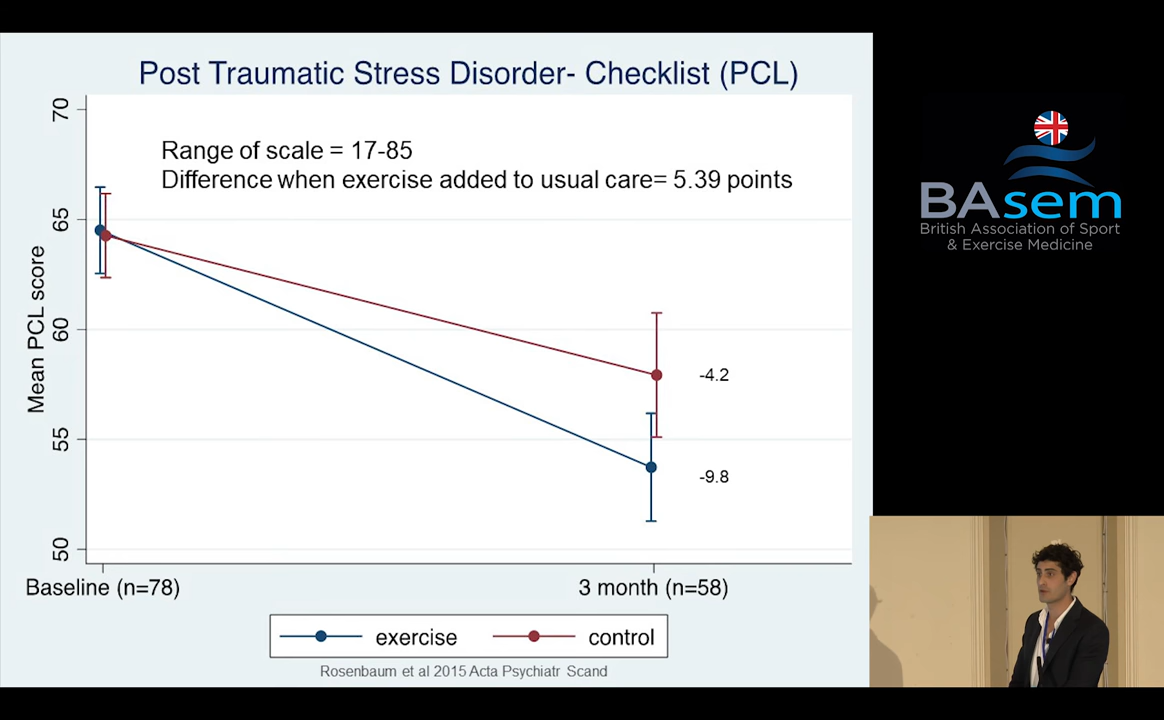 Post Traumatic Stress Disorder- Checklist (PCL)
Range of scale = 17-85
Difference when exercise added to usual care= 5.39 points
Mean PCL score
70
65
60
55
50
-4.2
-9.8
Baseline (n=78)
3 month (n=58)
exercise
control
Rosenbaum et al 2015 Acta Psychiatr Scand
BAsem
British Association of Sport
& Exercise Medicine